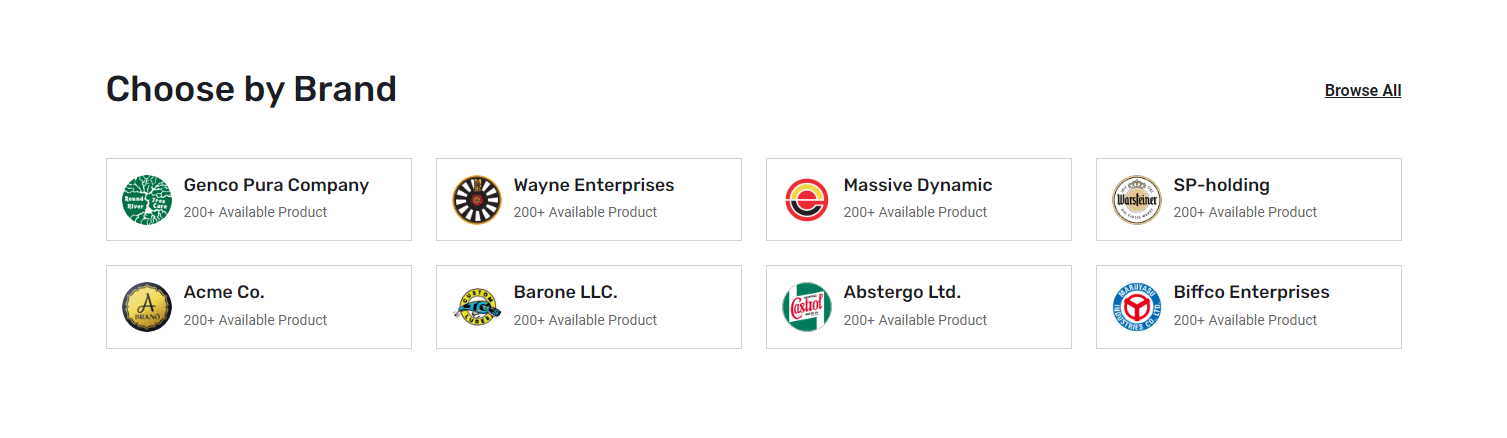 Choose by Brand
Browse All
Genco Pura Company
200+ Available Product
Round River Tree Care
Wayne Enterprises
200+ Available Product
Massive Dynamic
200+ Available Product
SP-holding
200+ Available Product
Warsteiner
Acme Co.
200+ Available Product
A
BRAND
Barone LLC.
200+ Available Product
CUSTOM
LURES
Abstergo Ltd.
200+ Available Product
Castrol
Biffco Enterprises
200+ Available Product
MARUYASU
INDUSTRIES CO. LTD.